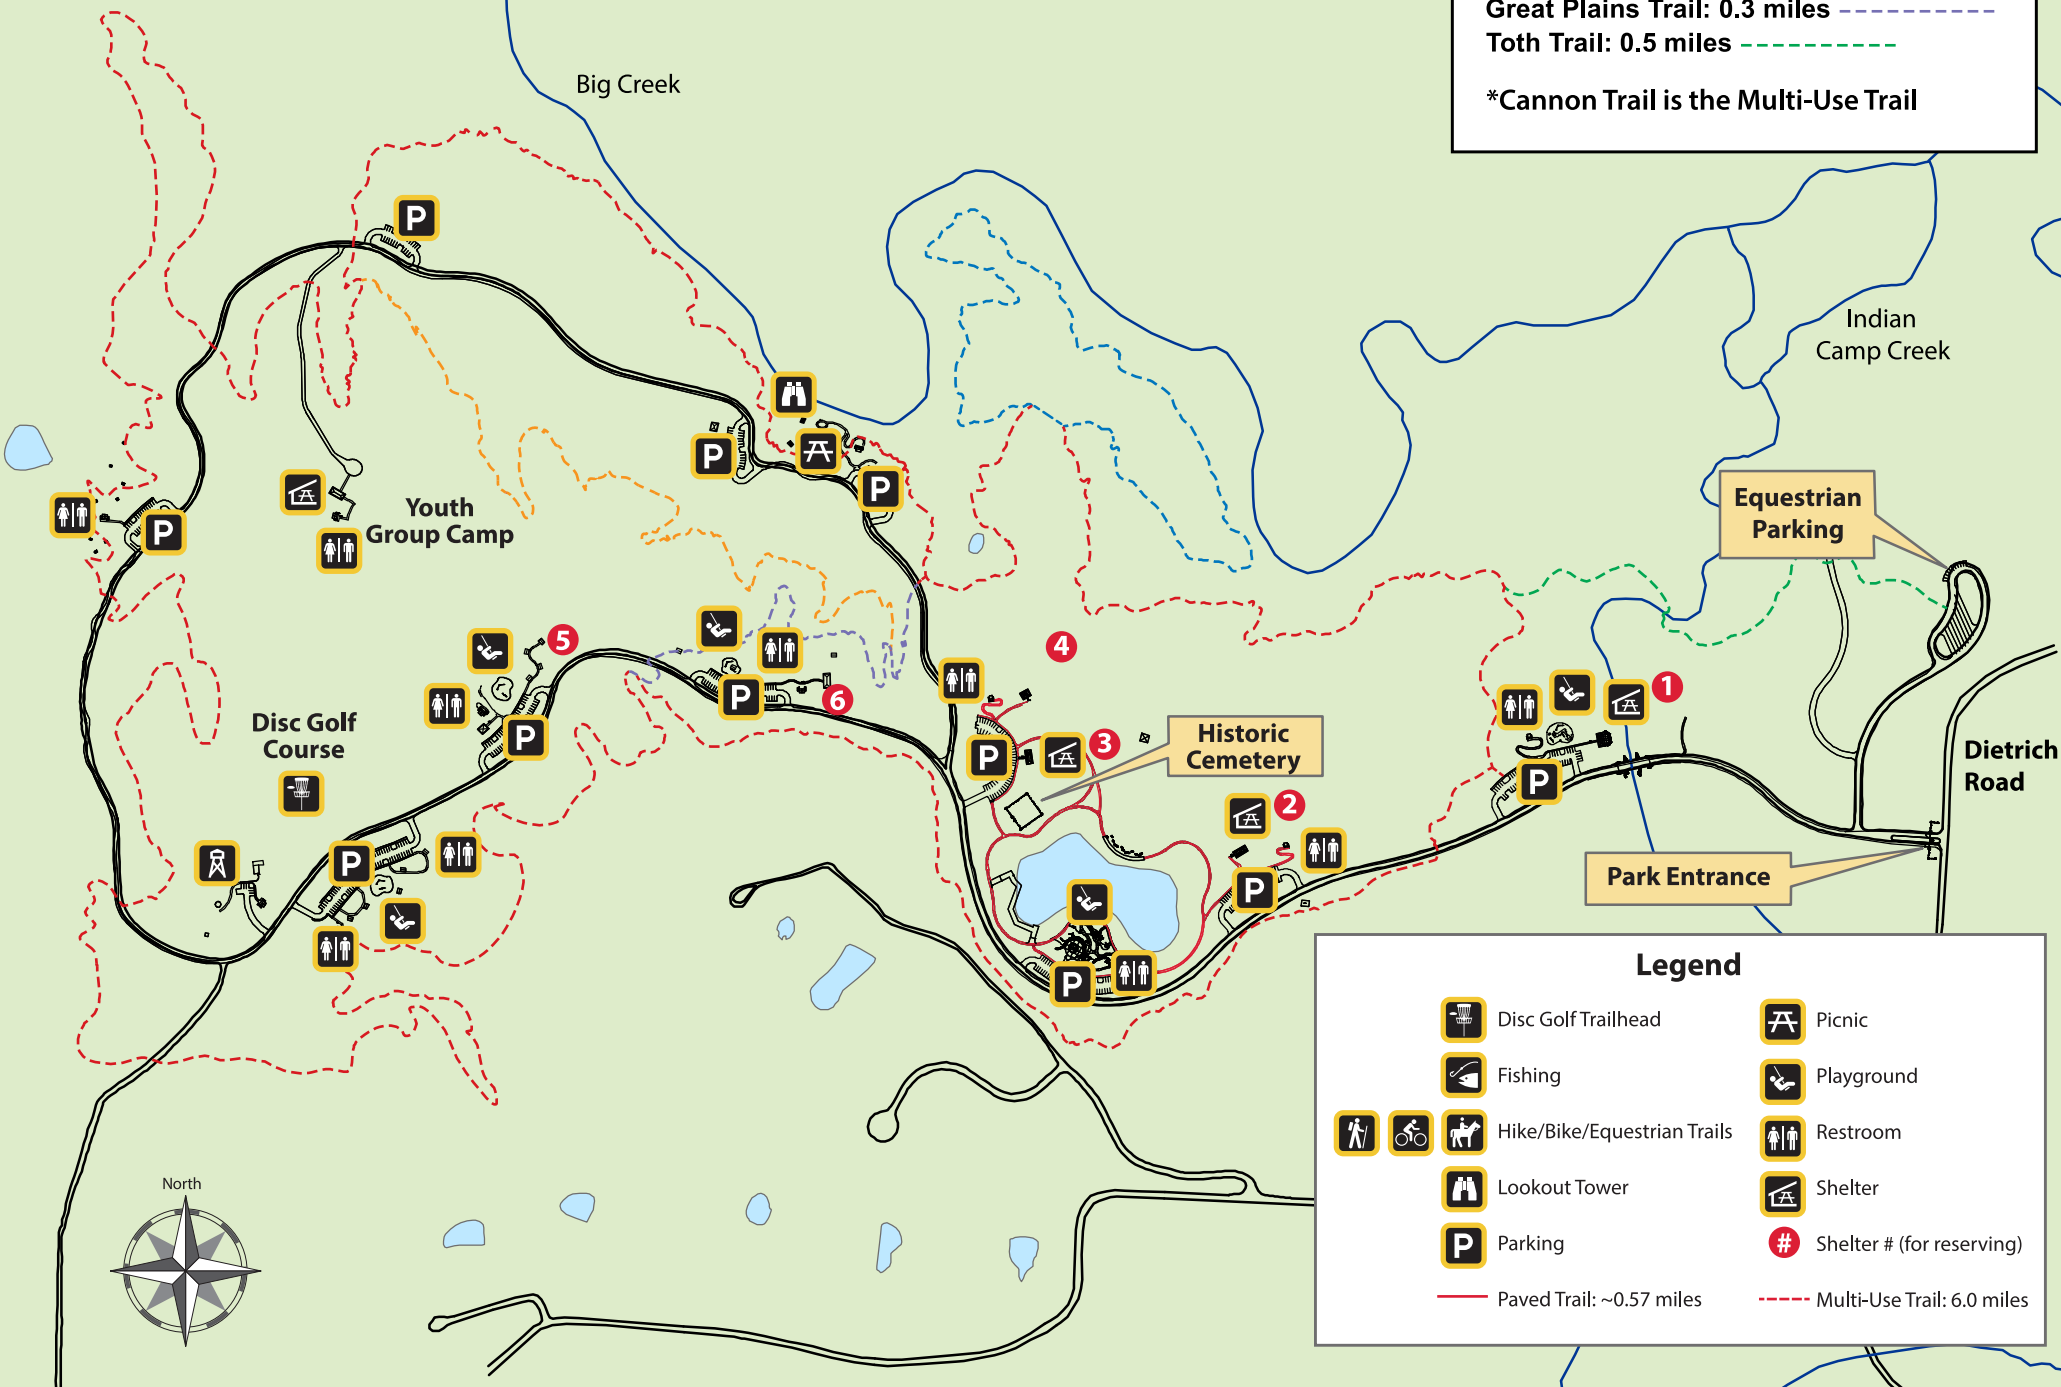 Great Plains Trail: 0.3 miles
Toth Trail: 0.5 miles
*Cannon Trail is the Multi-Use Trail
Big Creek
P
Indian
Camp Creek
P
P
Equestrian
Parking
Youth
Group Camp
P
5
4
6
P
1
3
Historic
Cemetery
Disc Golf
Course
P
P
P
Dietrich
Road
2
P
P
Park Entrance
P
Legend
Disc Golf Trailhead
Picnic
Fishing
Playground
Hike/Bike/Equestrian Trails
Restroom
Lookout Tower
Shelter
P Parking
# Shelter # (for reserving)
Paved Trail: ~0.57 miles
Multi-Use Trail: 6.0 miles
North